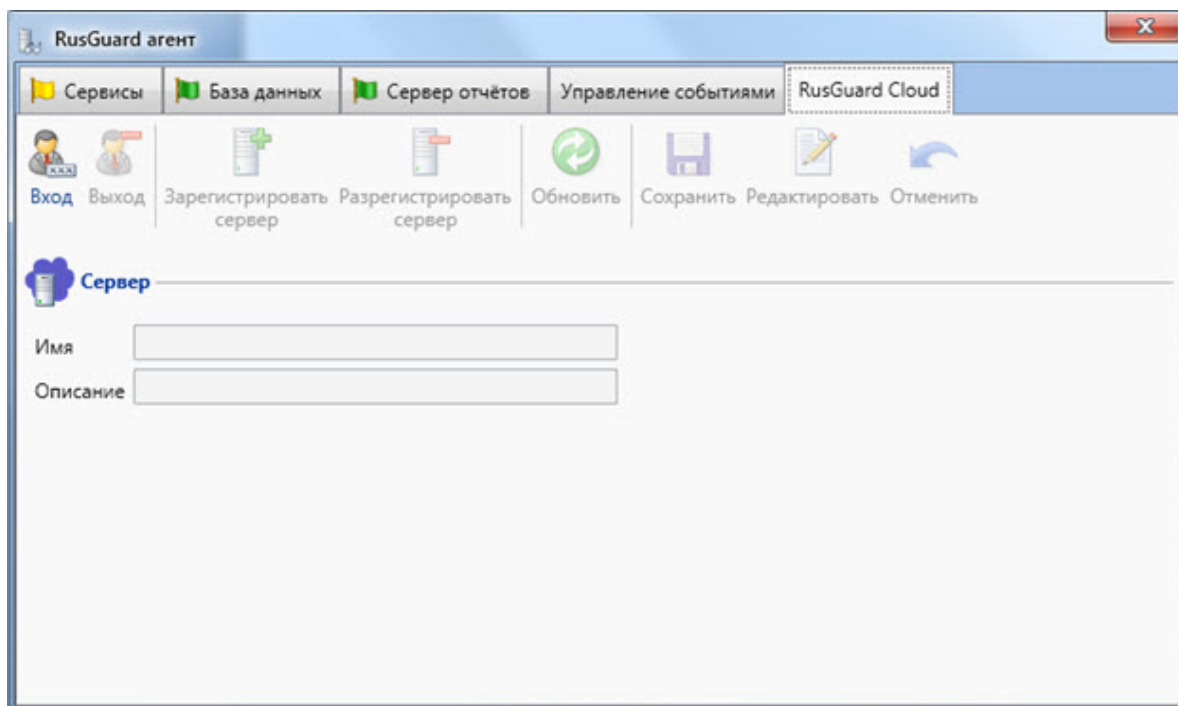 RusGuard агент
Сервисы База данных Сервер отчётов Управление событиями RusGuard Cloud
xxx
Вход Выход Зарегистрировать сервер Разрегистрировать сервер Обновить Сохранить Редактировать Отменить
Сервер
Имя
Описание